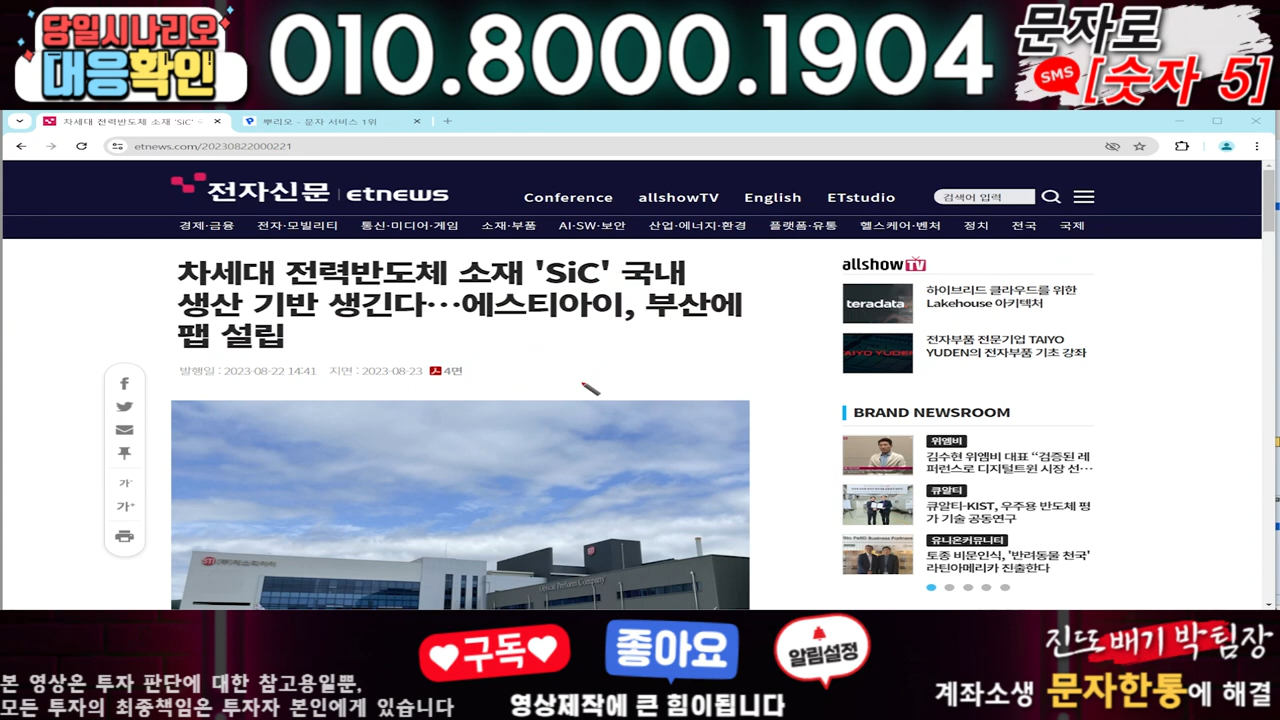 당일시나리오
대응확인
010.8000.1904
문자로
SMS [숫자 5]
차세대 전력반도체 소재 'SiC' 국
뿌리오 - 문자 서비스 1위
etnews.com/20230822000221
전자신문 etnews
Conference allshowTV English ETstudio
검색어 입력
경제·금융 전자·모빌리티 통신·미디어·게임 소재·부품 AI·SW·보안 산업·에너지·환경 플랫폼·유통 헬스케어·벤처 정치 전국 국제
차세대 전력반도체 소재 'SiC' 국내
생산 기반 생긴다…에스티아이, 부산에
팹 설립
발행일 : 2023-08-22 14:41 지면 : 2023-08-23 4면
가-
가+
Optical Perform Company
allshowTV
teradata.
하이브리드 클라우드를 위한
Lakehouse 아키텍처
TAIYO YUDEN
전자부품 전문기업 TAIYO
YUDEN의 전자부품 기초 강좌
BRAND NEWSROOM
위엠비
김수현 위엠비 대표 “검증된 레
퍼런스로 디지털트윈 시장 선…
큐알티
큐알티-KIST, 우주용 반도체 평
가 기술 공동연구
유니온커뮤니티
토종 비문인식, '반려동물 천국'
라틴아메리카 진출한다
구독
좋아요
알림설정
영상제작에 큰 힘이됩니다
본 영상은 투자 판단에 대한 참고용일뿐,
모든 투자의 최종책임은 투자자 본인에게 있습니다
진또배기 박팀장
계좌소생 문자한통에 해결